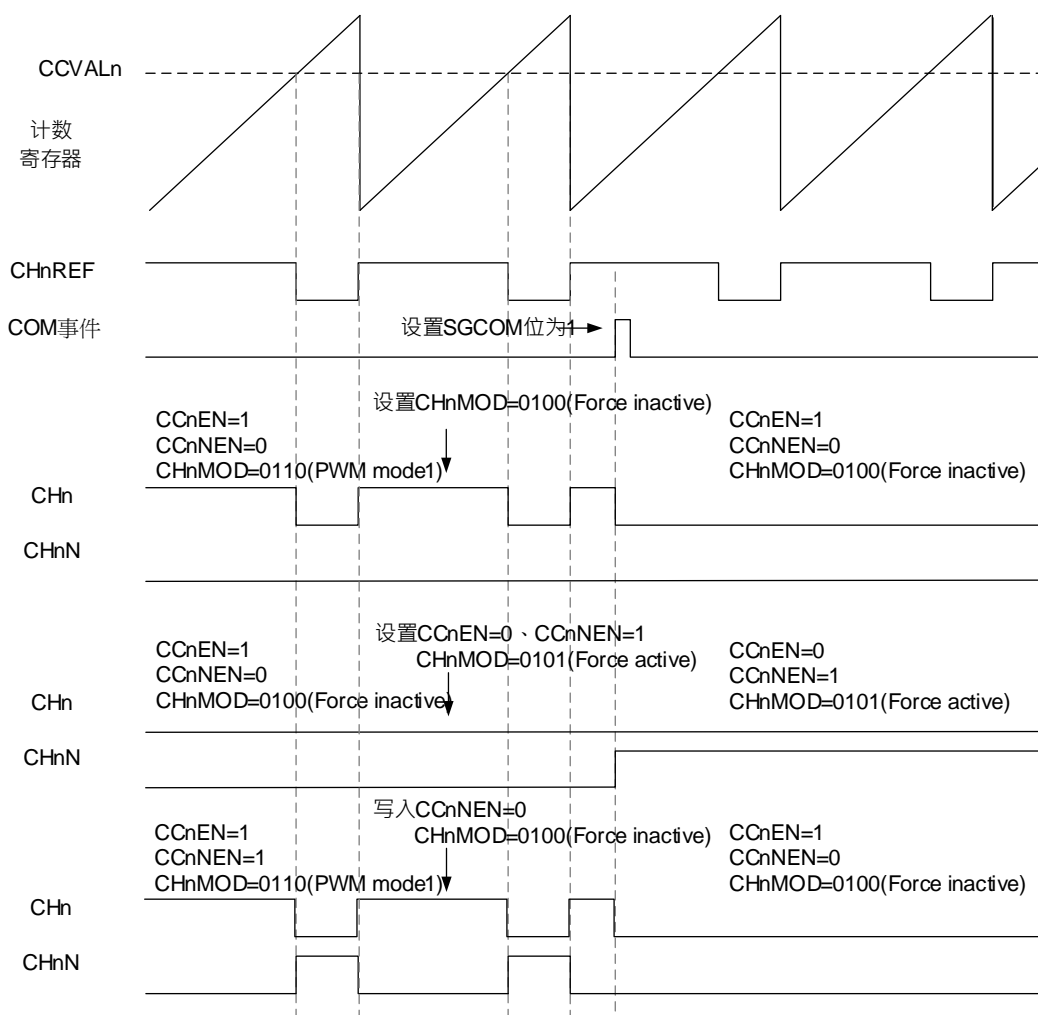 CCVALn
计数
寄存器
CHnREF
COM事件
设置SGCOM位为1
设置CHnMOD=0100(Force inactive)
CCnEN=1
CCnNEN=0
CHnMOD=0110(PWM mode1)
CCnEN=1
CCnNEN=0
CHnMOD=0100(Force inactive)
CHn
CHnN
设置CCnEN=0、CCnNEN=1
CHnMOD=0101(Force active)
CCnEN=1
CCnNEN=0
CHnMOD=0100(Force inactive)
CCnEN=0
CCnNEN=1
CHnMOD=0101(Force active)
CHn
CHnN
写入CCnNEN=0
CHnMOD=0100(Force inactive)
CCnEN=1
CCnNEN=1
CHnMOD=0110(PWM mode1)
CCnEN=1
CCnNEN=0
CHnMOD=0100(Force inactive)
CHn
CHnN